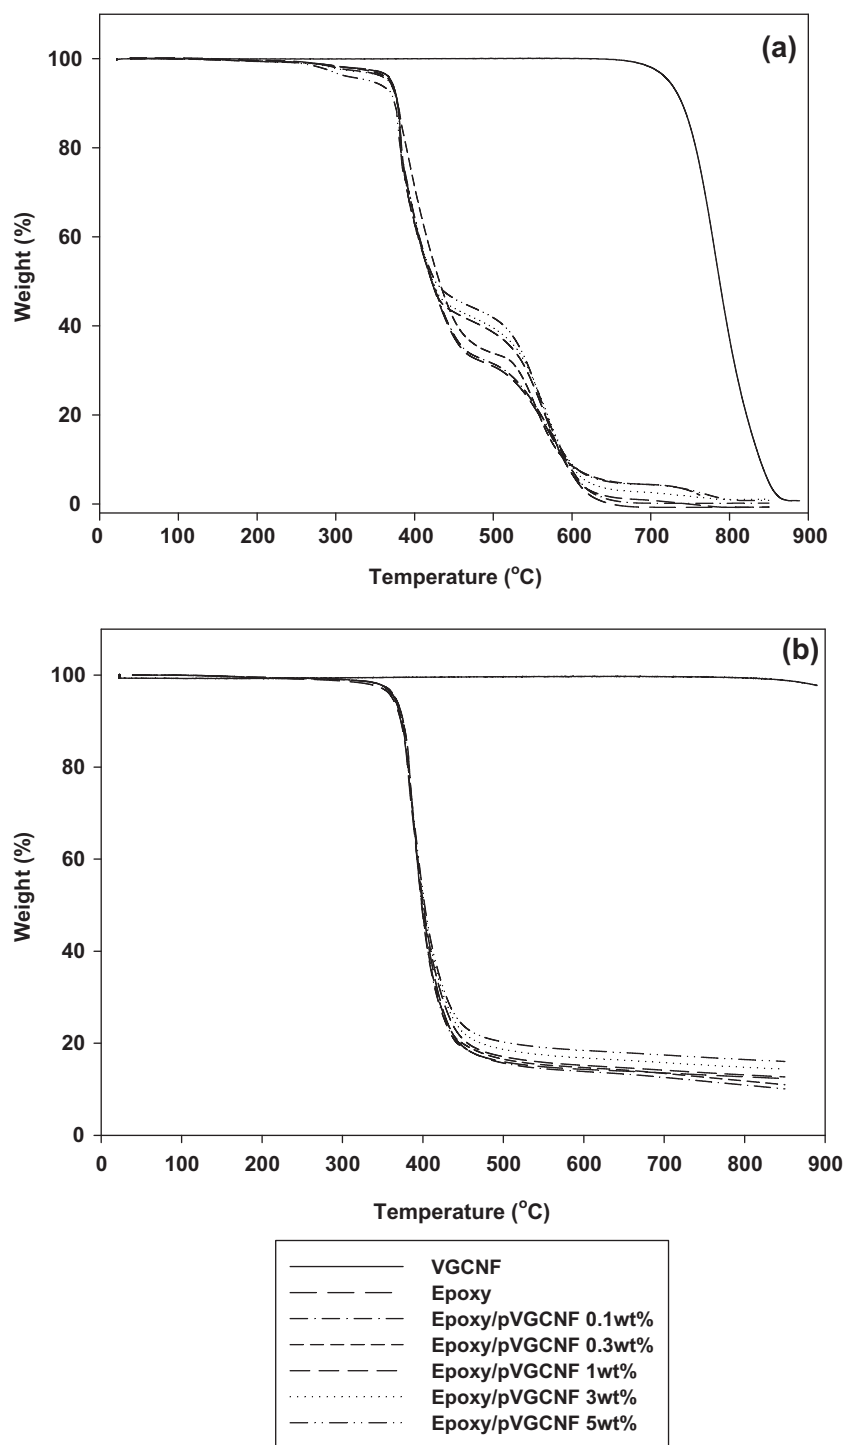 (a)
100
80
60
40
20
0
Weight (%)
0 100 200 300 400 500 600 700 800 900
Temperature (°C)
(b)
100
80
60
40
20
0
Weight (%)
0 100 200 300 400 500 600 700 800 900
Temperature (°C)
VGCNF
Epoxy
Epoxy/pVGCNF 0.1wt%
Epoxy/pVGCNF 0.3wt%
Epoxy/pVGCNF 1wt%
Epoxy/pVGCNF 3wt%
Epoxy/pVGCNF 5wt%